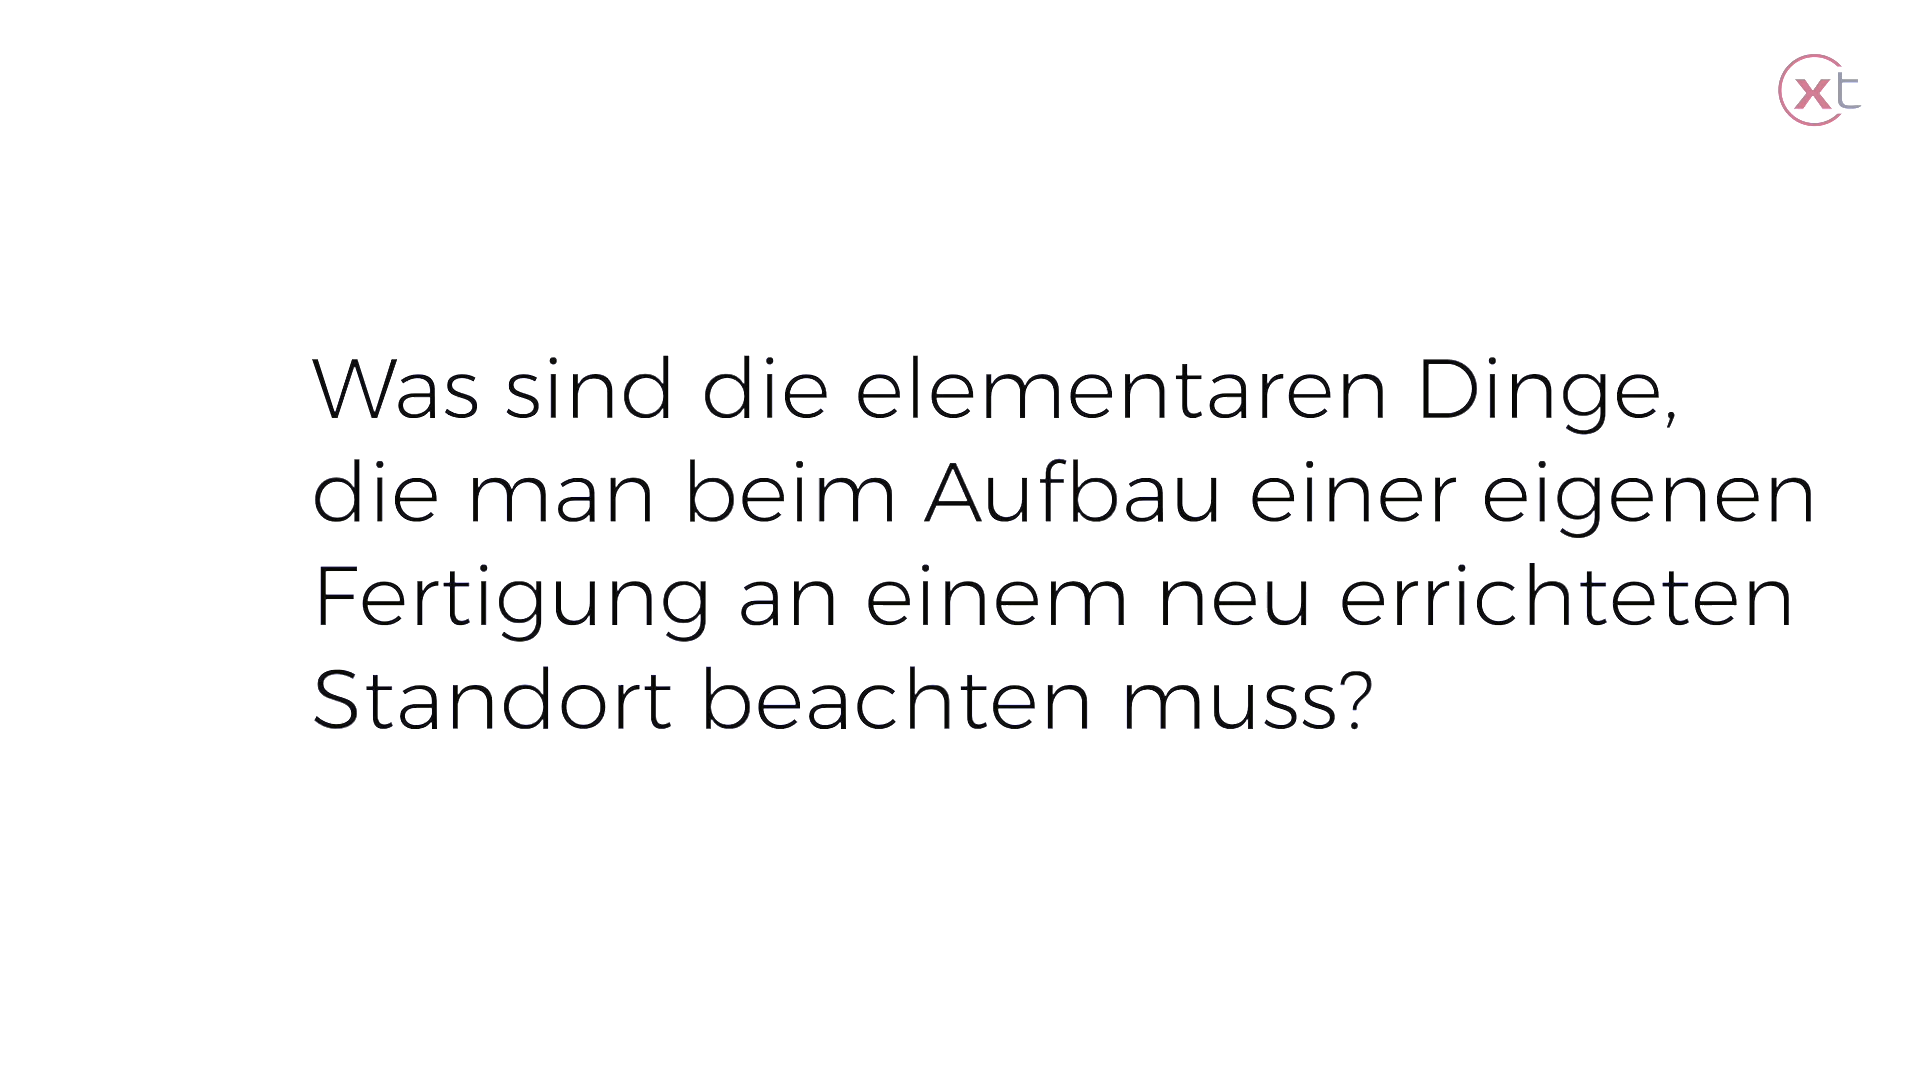 xt
Was sind die elementaren Dinge,
die man beim Aufbau einer eigenen
Fertigung an einem neu errichteten
Standort beachten muss?